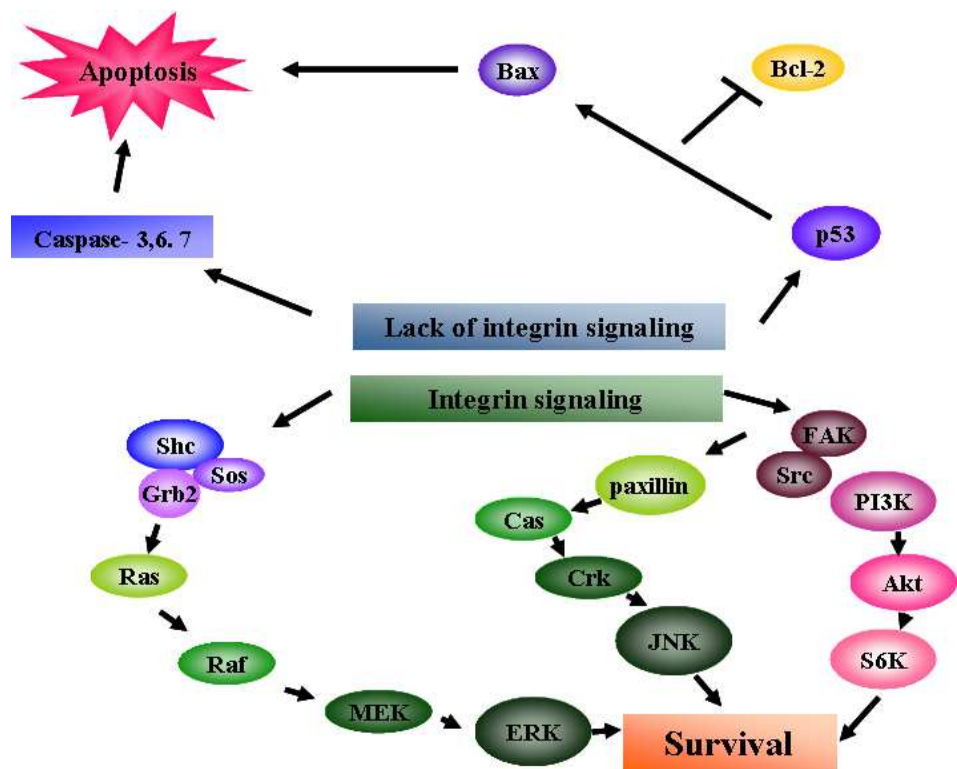 Apoptosis
Bax
Bcl-2
Caspase- 3,6. 7
p53
Lack of integrin signaling
Integrin signaling
Shc
Sos
Grb2
FAK
Src
paxillin
PI3K
Cas
Ras
Crk
Akt
JNK
Raf
S6K
MEK
ERK
Survival